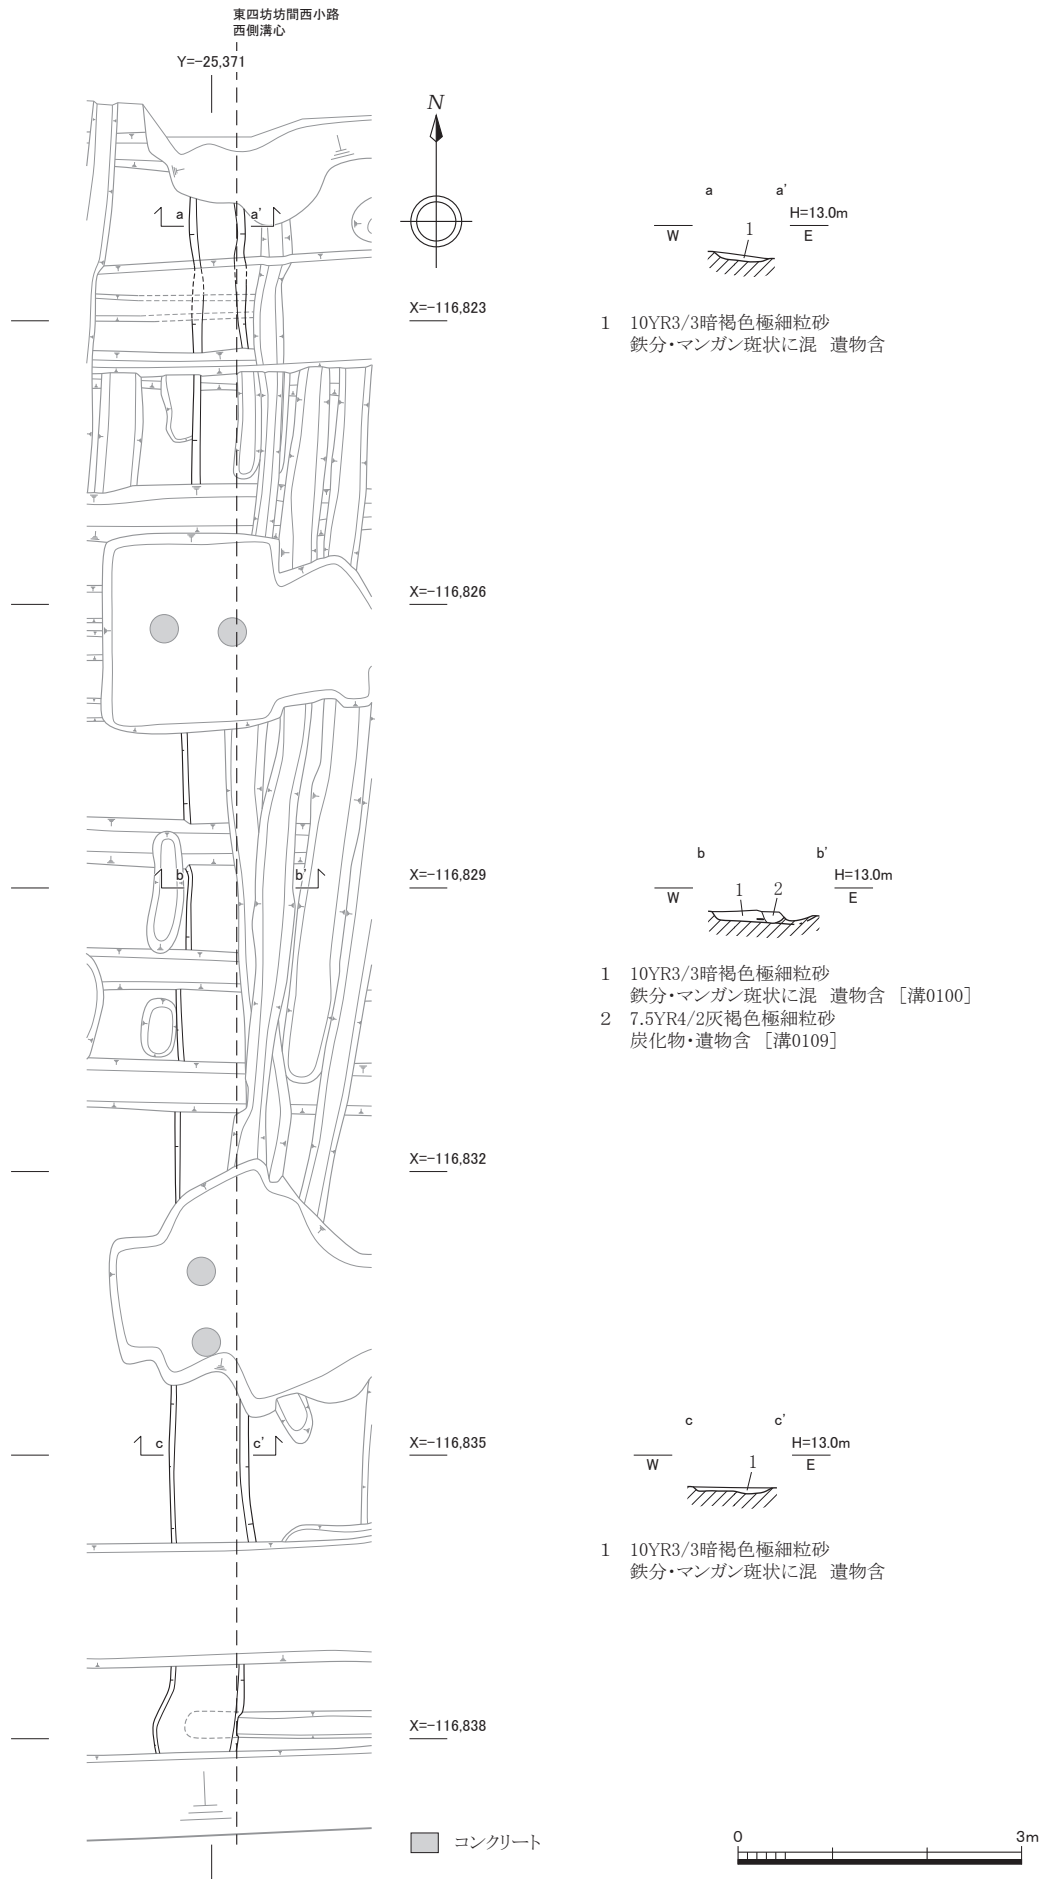 東四坊坊間西小路
西側溝心
Y=-25,371
N
a a'
H=13.0m
W E
1
a a'
X=-116,823
1 10YR3/3暗褐色極細粒砂
鉄分・マンガン斑状に混 遺物含
X=-116,826
b b'
H=13.0m
W E
1 2
b b'
X=-116,829
1 10YR3/3暗褐色極細粒砂
鉄分・マンガン斑状に混 遺物含 [溝0100]
2 7.5YR4/2灰褐色極細粒砂
炭化物・遺物含 [溝0109]
X=-116,832
c c'
H=13.0m
W E
1
c c'
X=-116,835
1 10YR3/3暗褐色極細粒砂
鉄分・マンガン斑状に混 遺物含
X=-116,838
コンクリート
0 3m